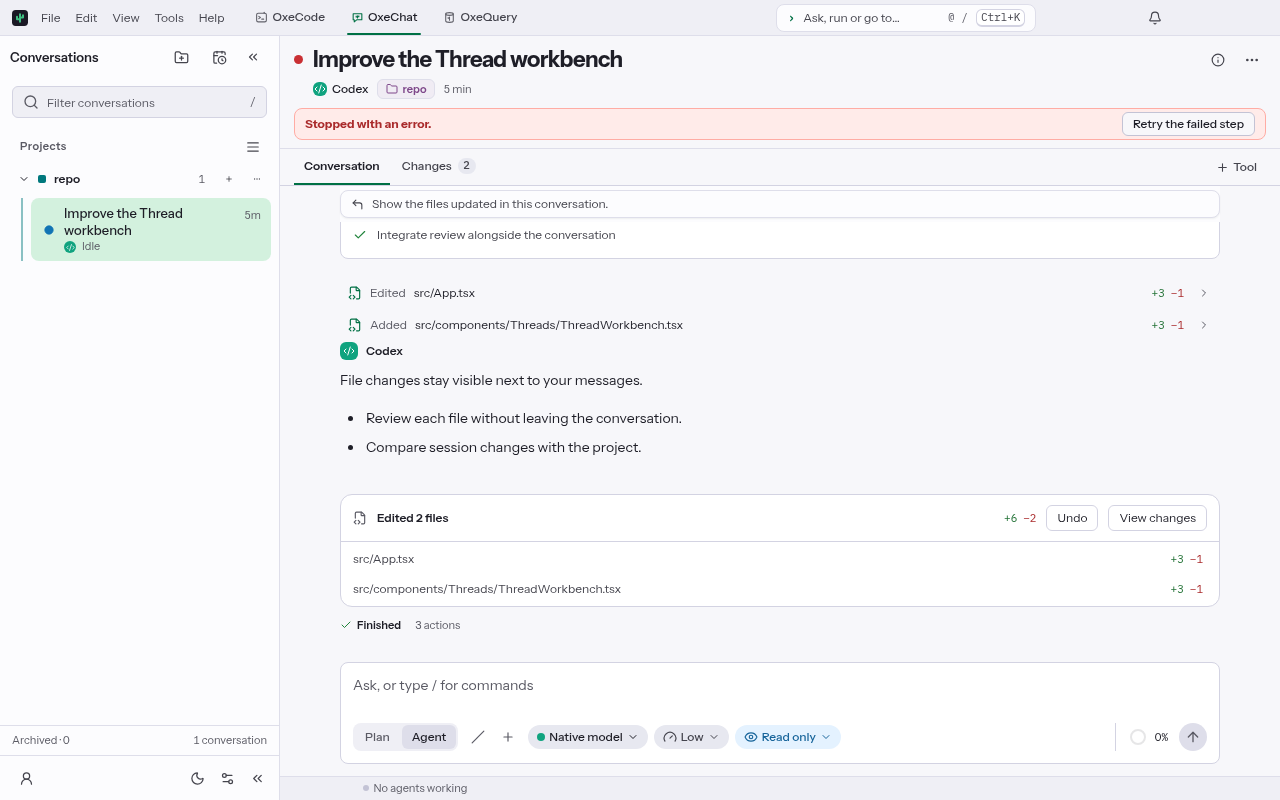 File Edit View Tools Help OxeCode OxeChat OxeQuery Ask, run or go to... @ / Ctrl+K
Conversations
Filter conversations /
Projects
repo 1 + ...
Improve the Thread workbench 5m
Idle
Archived · 0 1 conversation
Improve the Thread workbench
Codex repo 5 min
Stopped with an error. Retry the failed step
Conversation Changes 2 + Tool
Show the files updated in this conversation.
Integrate review alongside the conversation
Edited src/App.tsx +3 −1
Added src/components/Threads/ThreadWorkbench.tsx +3 −1
Codex
File changes stay visible next to your messages.
• Review each file without leaving the conversation.
• Compare session changes with the project.
Edited 2 files +6 −2 Undo View changes
src/App.tsx +3 −1
src/components/Threads/ThreadWorkbench.tsx +3 −1
Finished 3 actions
Ask, or type / for commands
Plan Agent Native model Low Read only 0%
No agents working